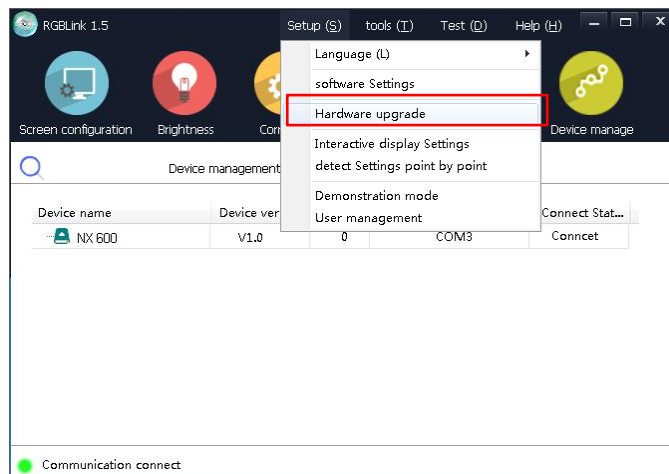 RGBLink 1.5
Setup (S) tools (T) Test (D) Help (H)
Language (L)
software Settings
Hardware upgrade
Interactive display Settings
detect Settings point by point
Demonstration mode
User management
Screen configuration Brightness Device manage
Device management
Device name Device ver Connect Stat...
NX 600 V1.0 0 COM3 Conncet
Communication connect